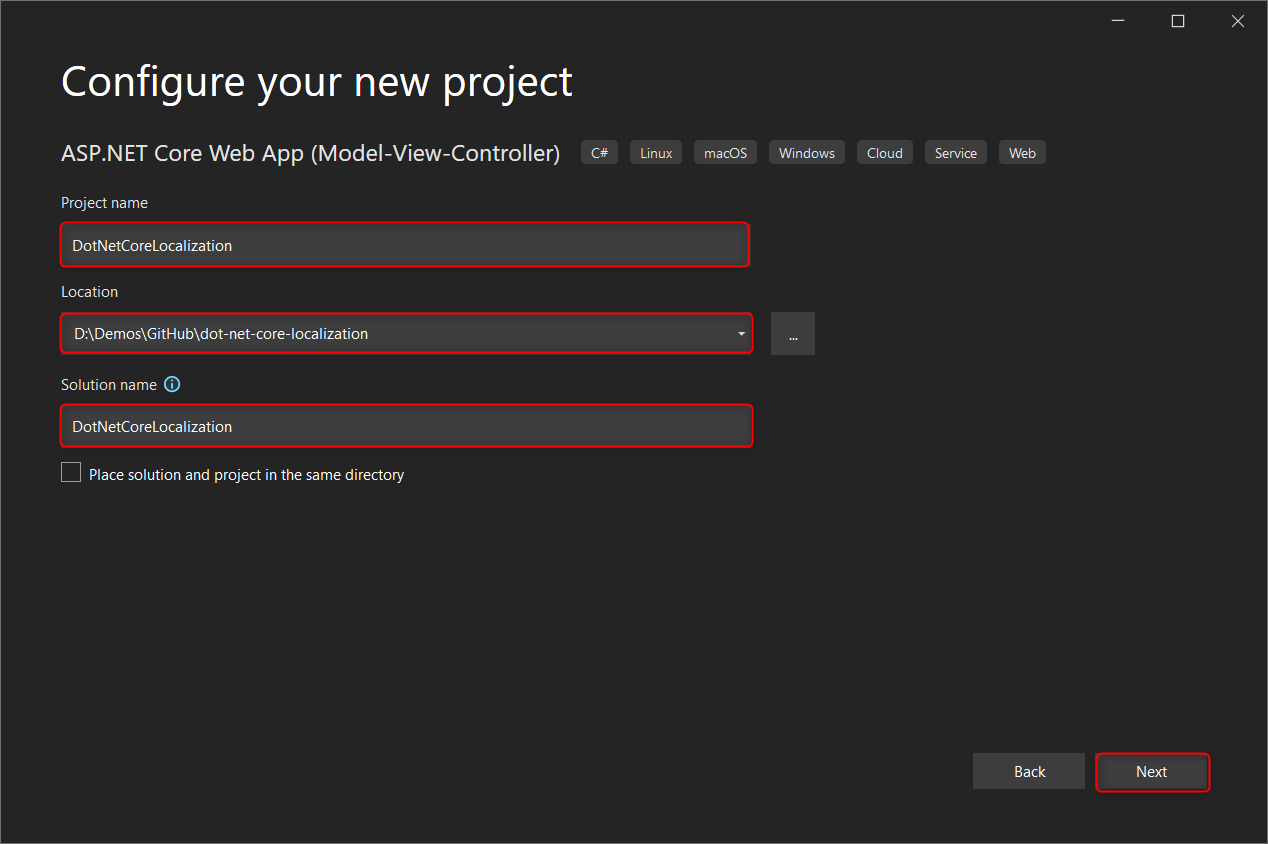 Configure your new project
ASP.NET Core Web App (Model-View-Controller) C# Linux macOS Windows Cloud Service Web
Project name
DotNetCoreLocalization
Location
D:\Demos\GitHub\dot-net-core-localization
...
Solution name
DotNetCoreLocalization
Place solution and project in the same directory
Back Next